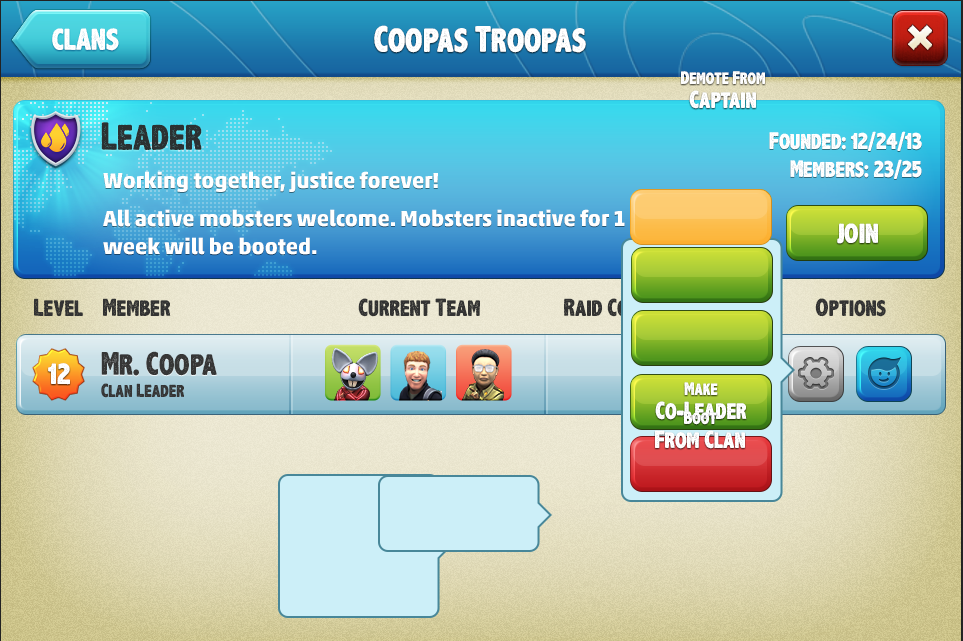 CLANS
COOPAS TROOPAS
DEMOTE FROM
CAPTAIN
LEADER
FOUNDED: 12/24/13
MEMBERS: 23/25
Working together, justice forever!
All active mobsters welcome. Mobsters inactive for 1
week will be booted.
JOIN
LEVEL MEMBER CURRENT TEAM RAID OPTIONS
12
MR. COOPA
CLAN LEADER
MAKE
CO-LEADER
BOOT
FROM CLAN